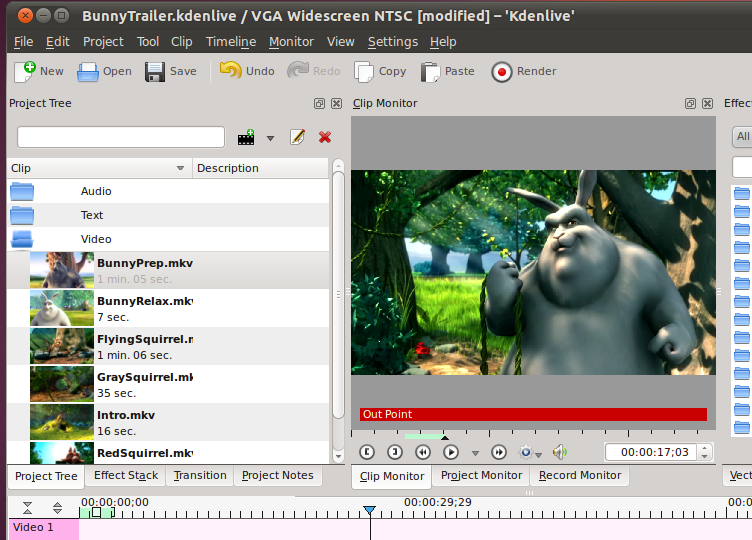 BunnyTrailer.kdenlive / VGA Widescreen NTSC [modified] – 'Kdenlive'
File Edit Project Tool Clip Timeline Monitor View Settings Help
New Open Save Undo Redo Copy Paste Render
Project Tree
Clip Monitor
Effec
All
Clip Description
Audio
Text
Video
BunnyPrep.mkv
1 min. 05 sec.
BunnyRelax.mkv
7 sec.
FlyingSquirrel.m
1 min. 06 sec.
GraySquirrel.mk
35 sec.
Intro.mkv
16 sec.
RedSquirrel.mkv
Out Point
00:00:17;03
Project Tree Effect Stack Transition Project Notes
Clip Monitor Project Monitor Record Monitor
Vect
00:00:00;00 00:00:29;29 00:0
Video 1